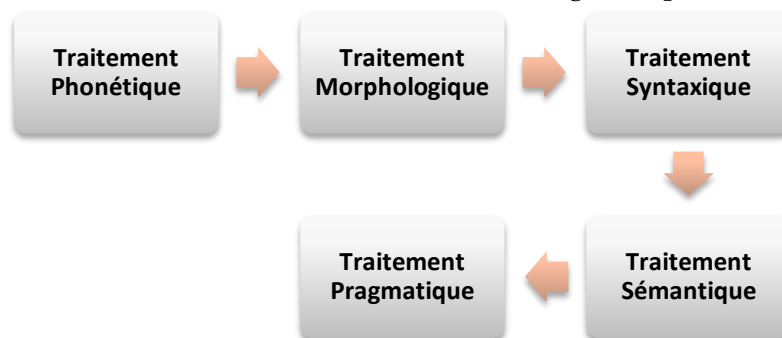 Traitement
Phonétique
Traitement
Morphologique
Traitement
Syntaxique
Traitement
Sémantique
Traitement
Pragmatique